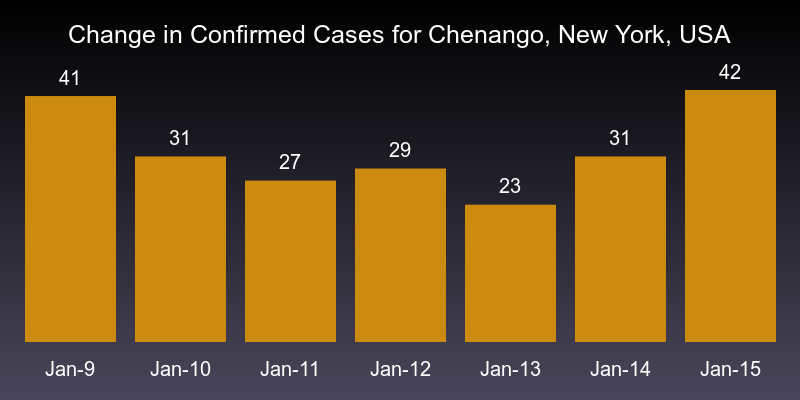 Change in Confirmed Cases for Chenango, New York, USA
41
31
27
29
23
31
42
Jan-9
Jan-10
Jan-11
Jan-12
Jan-13
Jan-14
Jan-15